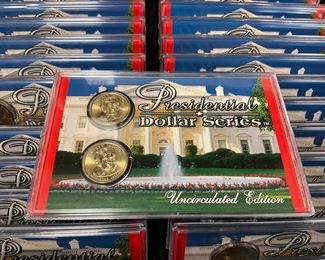 Presidential
Dollar Series
Uncirculated Edition